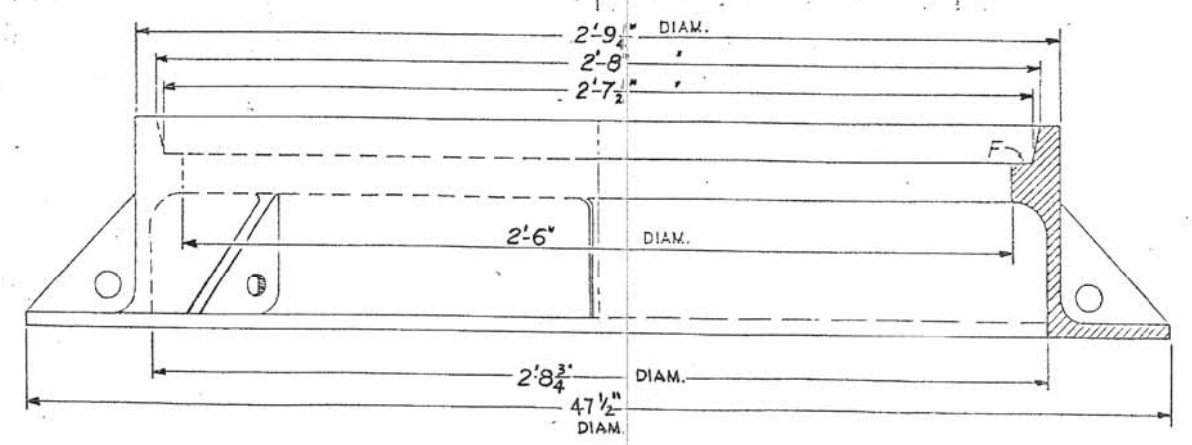 2'-9¼" DIAM.
2'-8" "
2'-7½" "
F
2'-6" DIAM.
2'-8¾" DIAM.
47½"
DIAM.